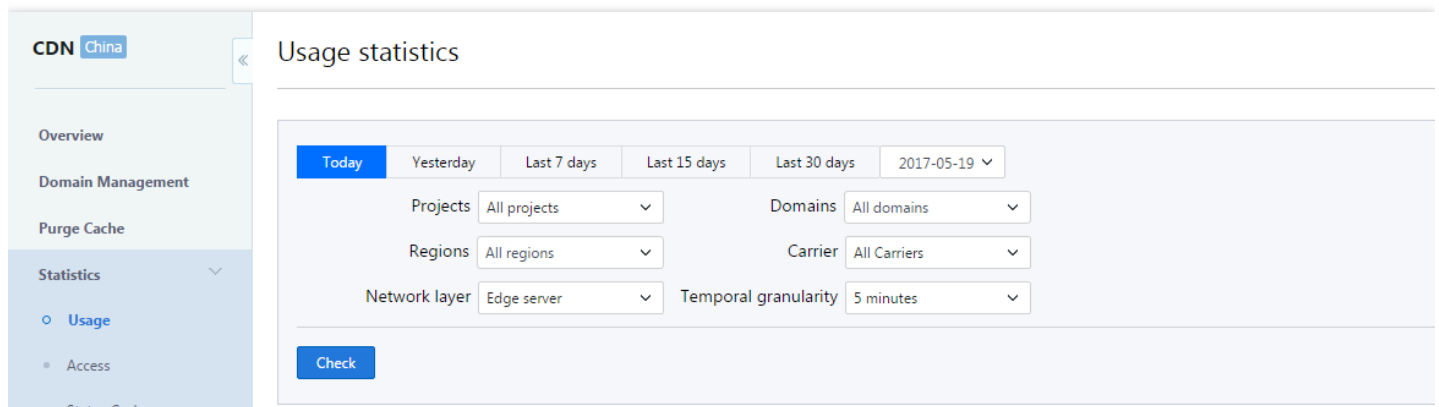 CDN China
Usage statistics
Overview
Domain Management
Purge Cache
Statistics
Usage
Access
Today Yesterday Last 7 days Last 15 days Last 30 days 2017-05-19
Projects All projects Domains All domains
Regions All regions Carrier All Carriers
Network layer Edge server Temporal granularity 5 minutes
Check